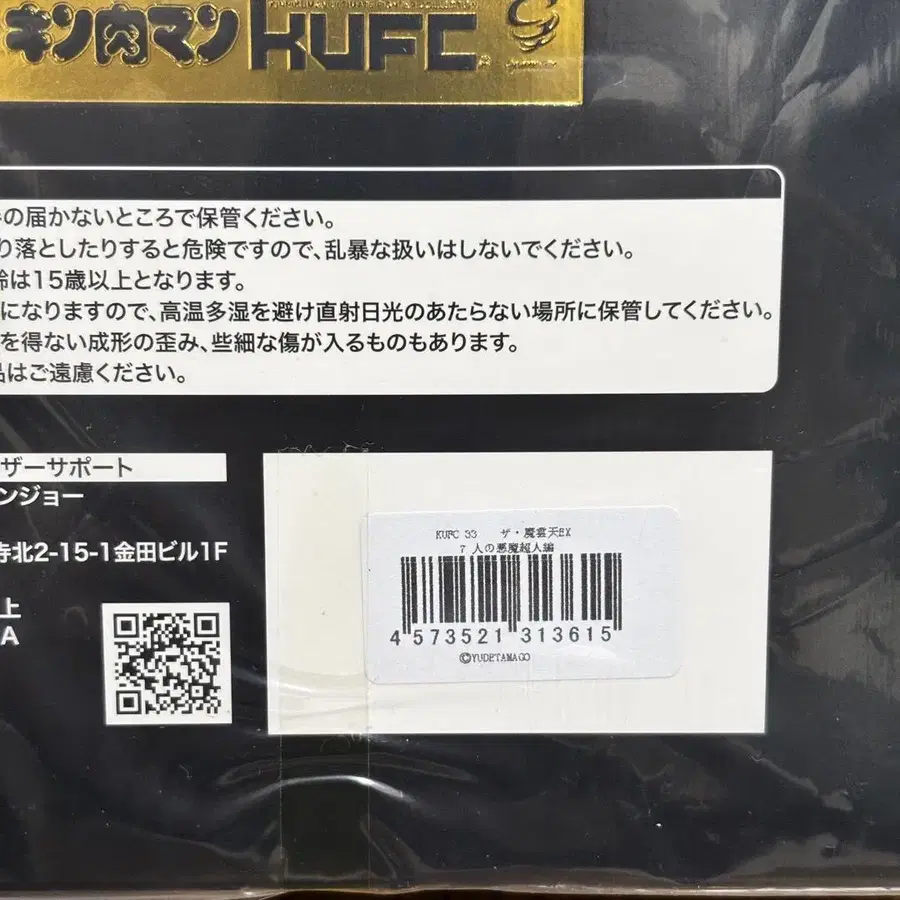 キン肉マン KUFC
の届かないところで保管ください。
り落としたりすると危険ですので、乱暴な扱いはしないでください。
齢は15歳以上となります。
になりますので、高温多湿を避け直射日光のあたらない場所に保管してください。
を得ない成形の歪み、些細な傷が入るものもあります。
品はご遠慮ください。
ザーサポート
ンジョー
寺北2-15-1金田ビル1F
上
A
KUFC 33 ザ・魔雲天EX
7 人の悪魔超人編
4 573521 313615
©YUDETAMAGO